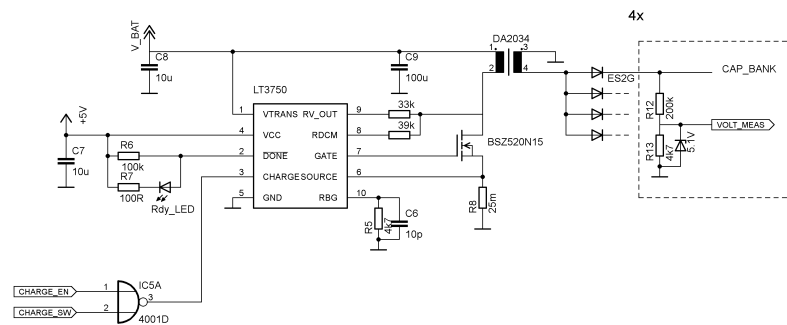 4x
V_BAT
C8
10u
C9
100u
DA2034
1
3
2
4
ES2G
CAP_BANK
R12
200k
VOLT_MEAS
R13
4k7
5.1V
+5V
C7
10u
LT3750
1 VTRANS RV_OUT 9
33k
4 VCC RDCM 8
39k
2 DONE GATE 7
BSZ520N15
3 CHARGE SOURCE 6
5 GND RBG 10
R6
100k
R7
100R
Rdy_LED
R5
4k7
C6
10p
R8
25m
CHARGE_EN 1
IC5A
3
CHARGE_SW 2
4001D